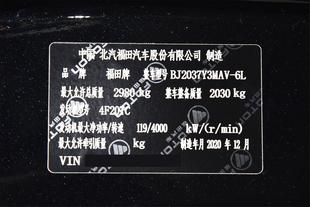 中国 北汽福田汽车股份有限公司 制造
品牌 福田牌 整车型号 BJ2037Y3MAV-6L
最大允许总质量 kg 整车整备质量 2030 kg
发动机型号
发动机最大净功率/转速 119/4000 kW/(r/min)
最大允许牵引质量 kg 制造年月 2020 年 12 月
VIN